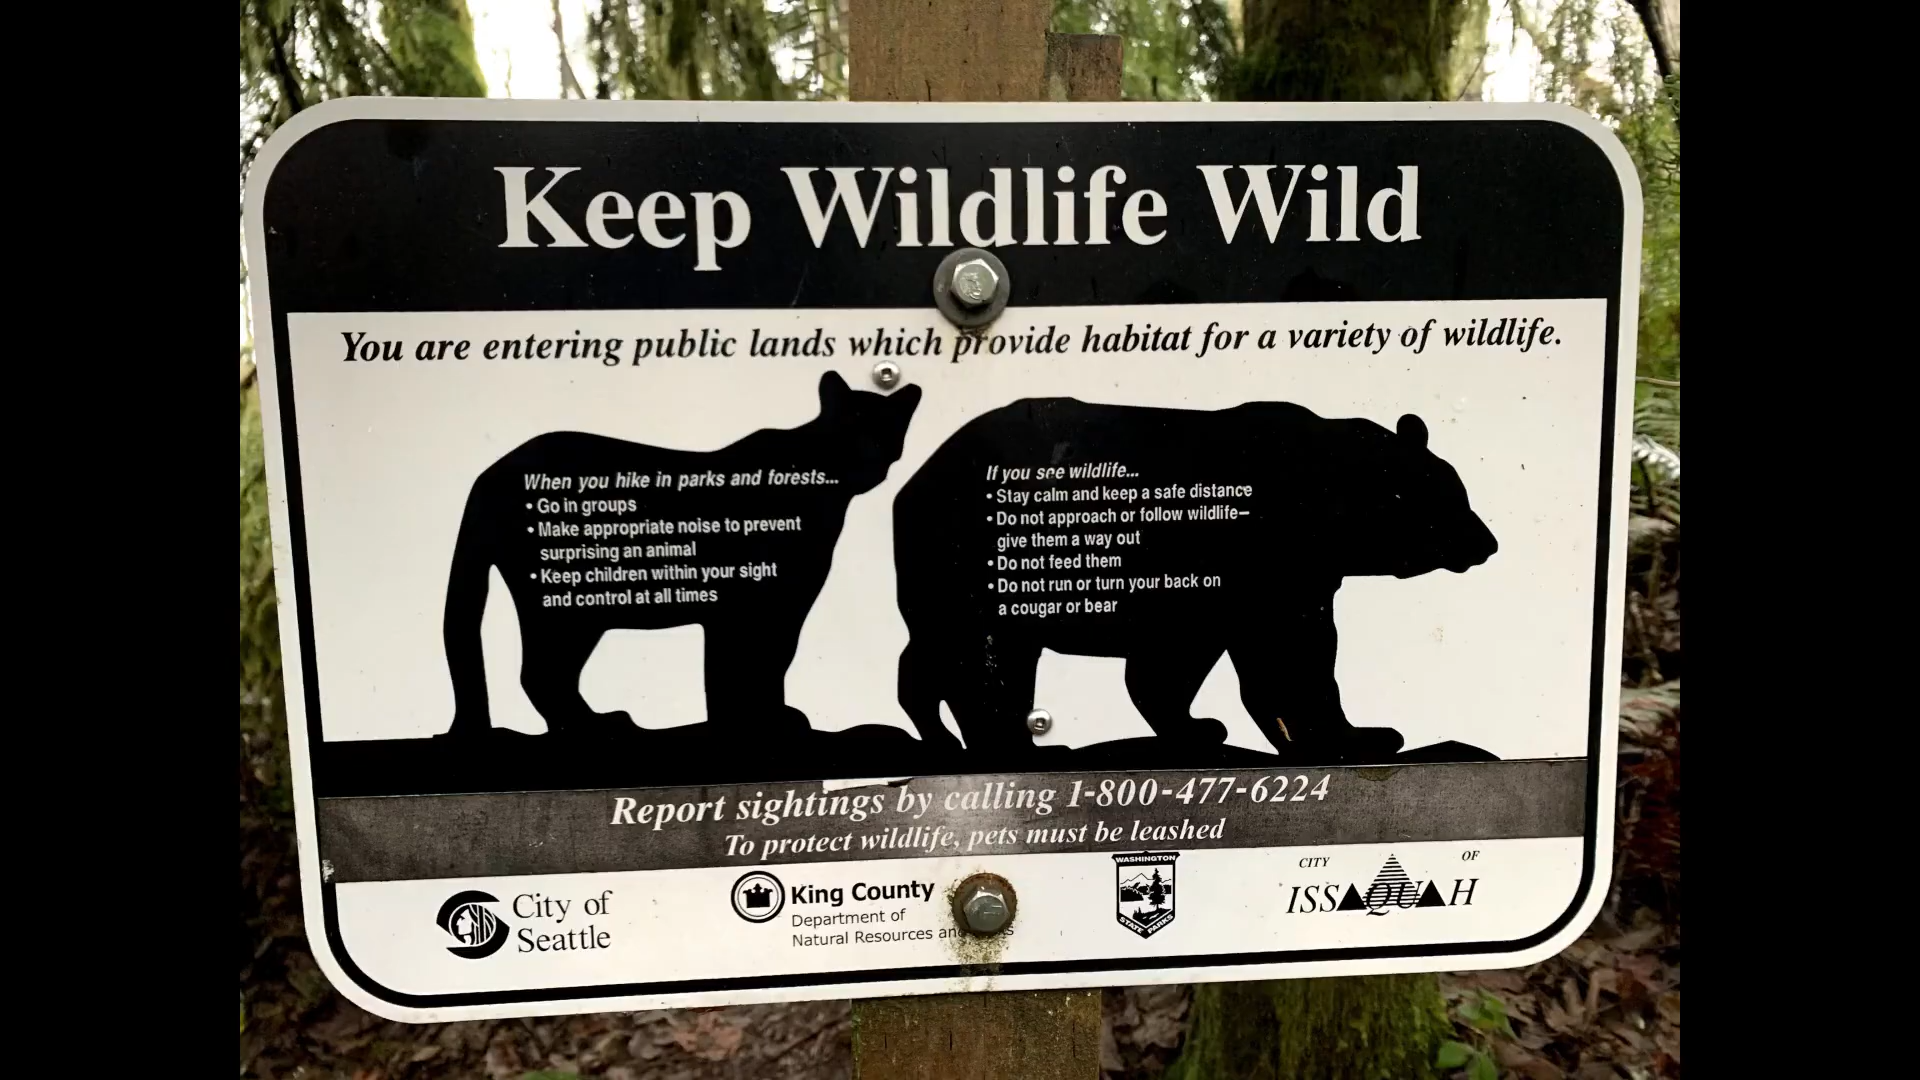 Keep Wildlife Wild
You are entering public lands which provide habitat for a variety of wildlife.
When you hike in parks and forests...
• Go in groups
• Make appropriate noise to prevent
surprising an animal
• Keep children within your sight
and control at all times
If you see wildlife...
• Stay calm and keep a safe distance
• Do not approach or follow wildlife–
give them a way out
• Do not feed them
• Do not run or turn your back on
a cougar or bear
Report sightings by calling 1-800-477-6224
To protect wildlife, pets must be leashed
City of
Seattle
King County
Department of
Natural Resources
WASHINGTON
STATE PARKS
CITY OF
ISSAQUAH